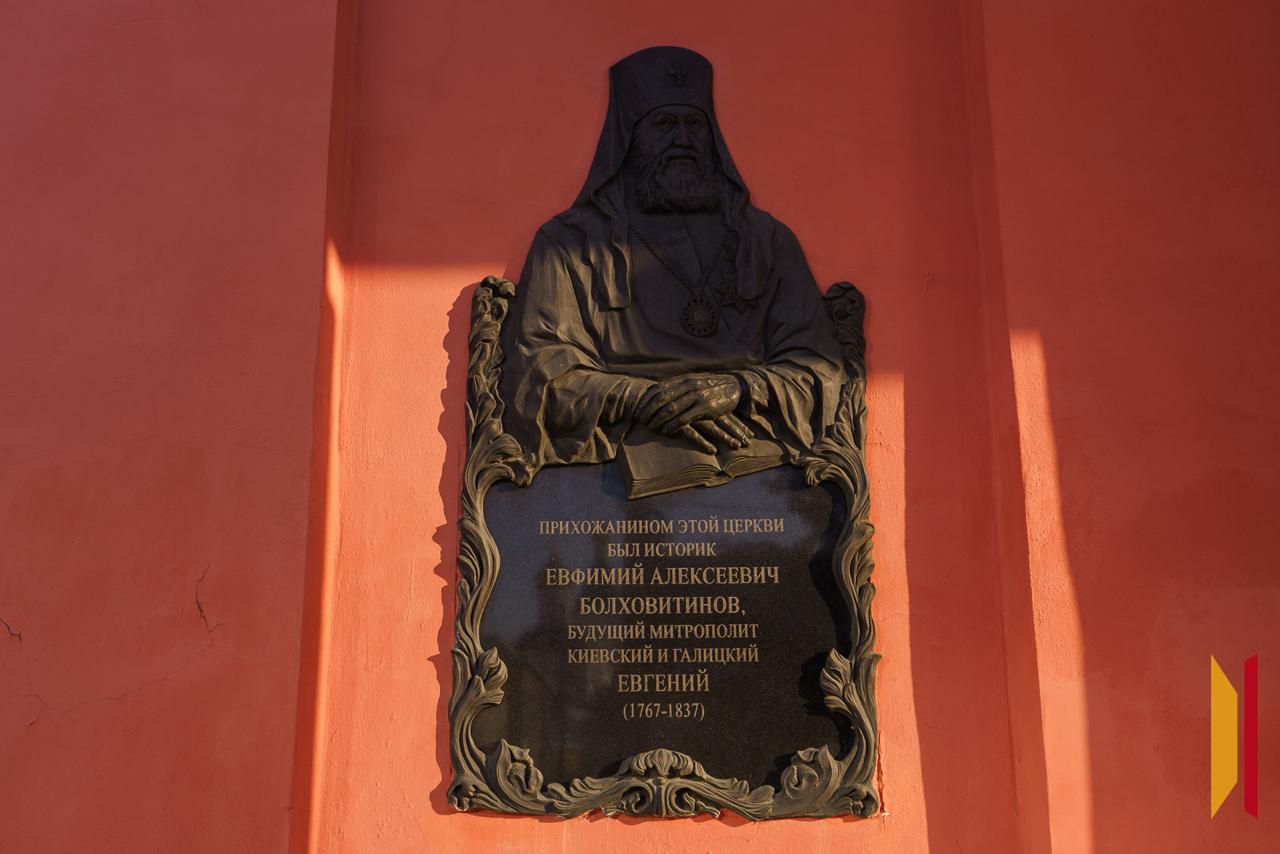 ПРИХОЖАНИНОМ ЭТОЙ ЦЕРКВИ
БЫЛ ИСТОРИК
ЕВФИМИЙ АЛЕКСЕЕВИЧ
БОЛХОВИТИНОВ,
БУДУЩИЙ МИТРОПОЛИТ
КИЕВСКИЙ И ГАЛИЦКИЙ
ЕВГЕНИЙ
(1767-1837)